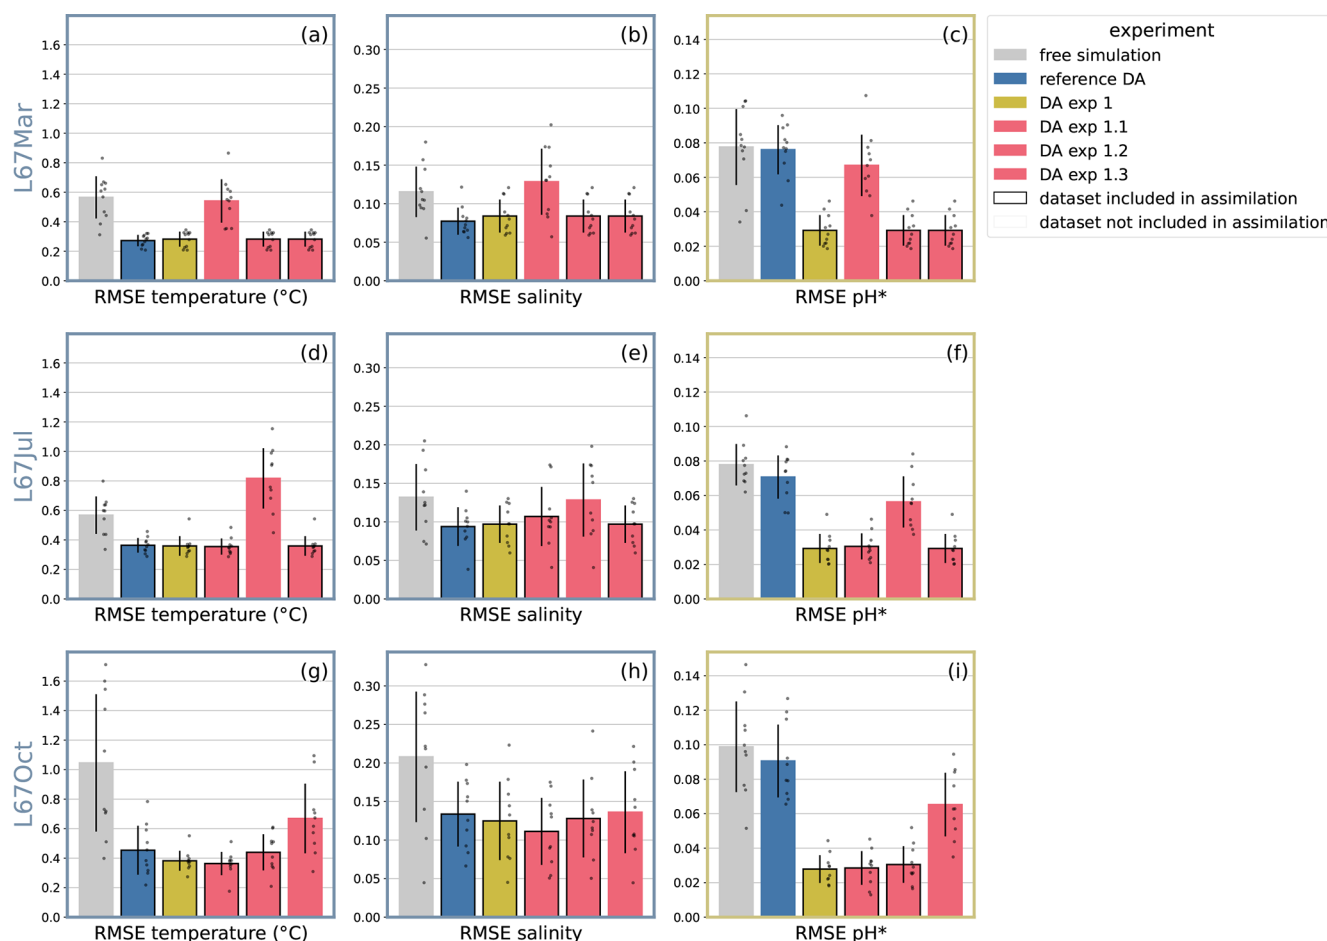 (a)
1.6
1.4
1.2
1.0
0.8
0.6
0.4
0.2
0.0
RMSE temperature (°C)
L67Mar
(b)
0.30
0.25
0.20
0.15
0.10
0.05
0.00
RMSE salinity
(c)
0.14
0.12
0.10
0.08
0.06
0.04
0.02
0.00
RMSE pH*
experiment
free simulation
reference DA
DA exp 1
DA exp 1.1
DA exp 1.2
DA exp 1.3
dataset included in assimilation
dataset not included in assimilation
(d)
1.6
1.4
1.2
1.0
0.8
0.6
0.4
0.2
0.0
RMSE temperature (°C)
L67Jul
(e)
0.30
0.25
0.20
0.15
0.10
0.05
0.00
RMSE salinity
(f)
0.14
0.12
0.10
0.08
0.06
0.04
0.02
0.00
RMSE pH*
(g)
1.6
1.4
1.2
1.0
0.8
0.6
0.4
0.2
0.0
RMSE temperature (°C)
L67Oct
(h)
0.30
0.25
0.20
0.15
0.10
0.05
0.00
RMSE salinity
(i)
0.14
0.12
0.10
0.08
0.06
0.04
0.02
0.00
RMSE pH*